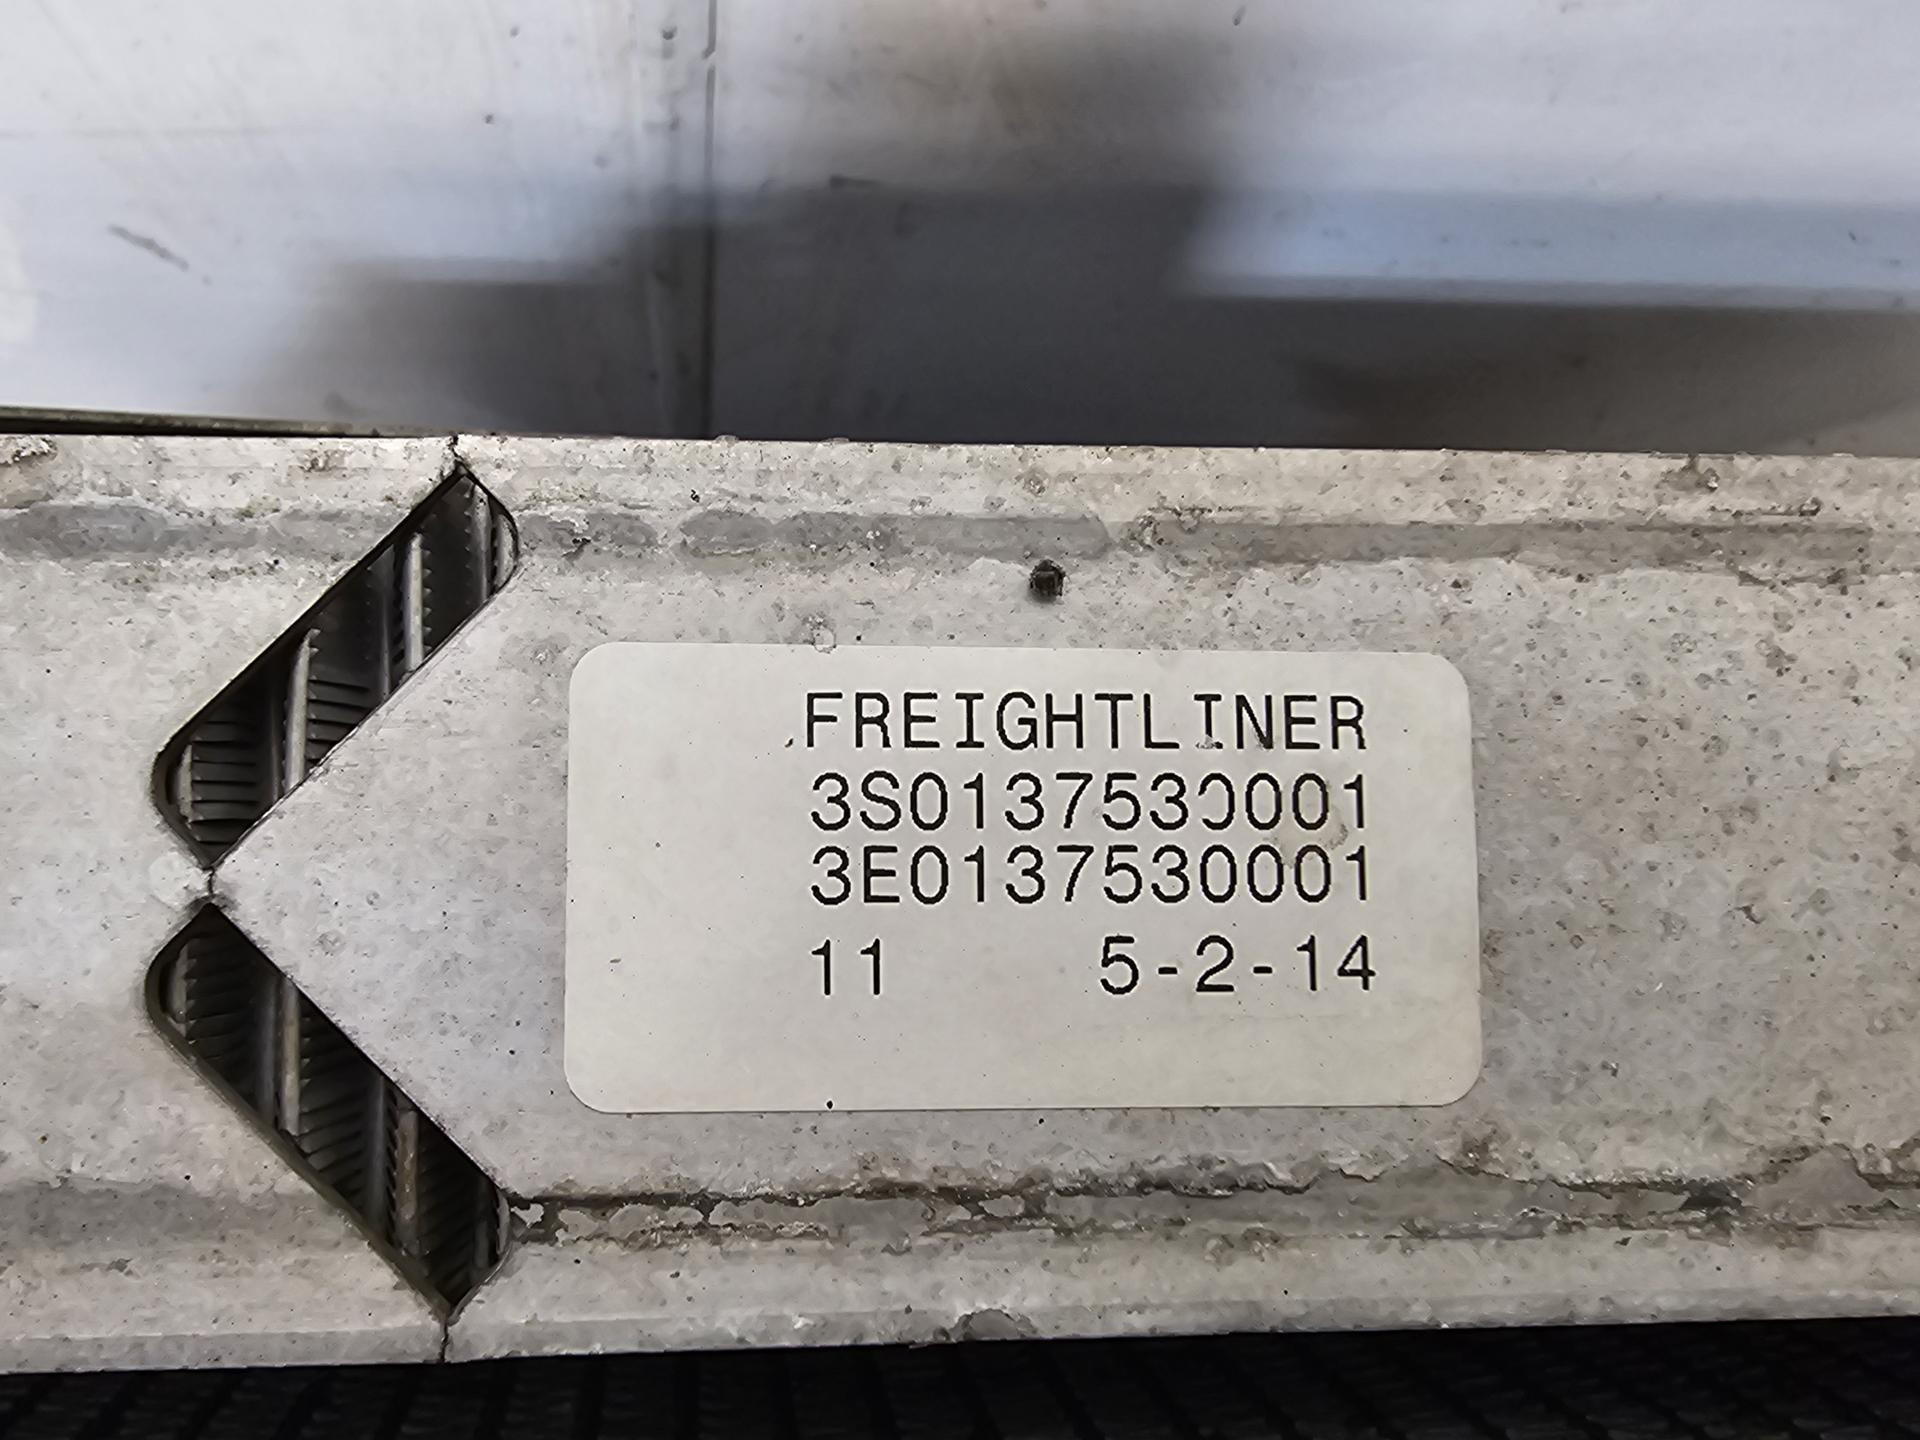 FREIGHTLINER
3S0137530001
3E0137530001
11 5-2-14